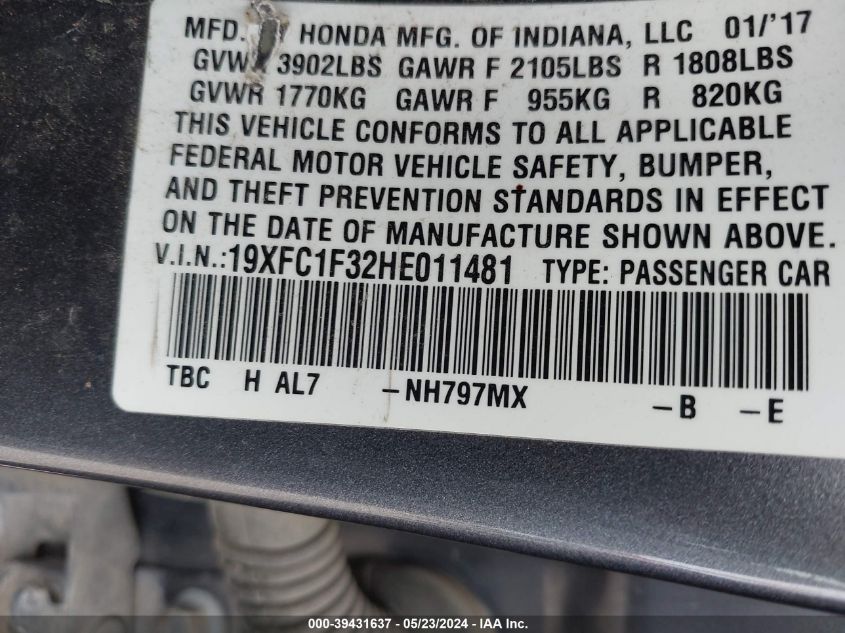 MFD. HONDA MFG. OF INDIANA, LLC 01/'17
GVW 3902LBS GAWR F 2105LBS R 1808LBS
GVWR 1770KG GAWR F 955KG R 820KG
THIS VEHICLE CONFORMS TO ALL APPLICABLE
FEDERAL MOTOR VEHICLE SAFETY, BUMPER,
AND THEFT PREVENTION STANDARDS IN EFFECT
ON THE DATE OF MANUFACTURE SHOWN ABOVE.
V.I.N.:19XFC1F32HE011481 TYPE: PASSENGER CAR
TBC H AL7 -NH797MX -B -E
000-39431637 - 05/23/2024 - IAA Inc.